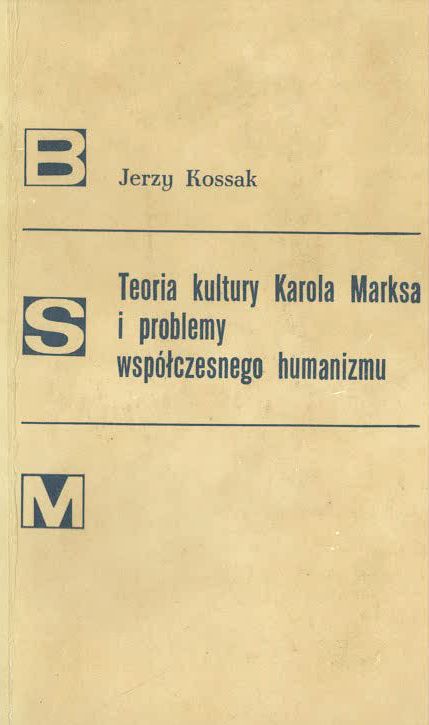 B
Jerzy Kossak
S
Teoria kultury Karola Marksa
i problemy
współczesnego humanizmu
M